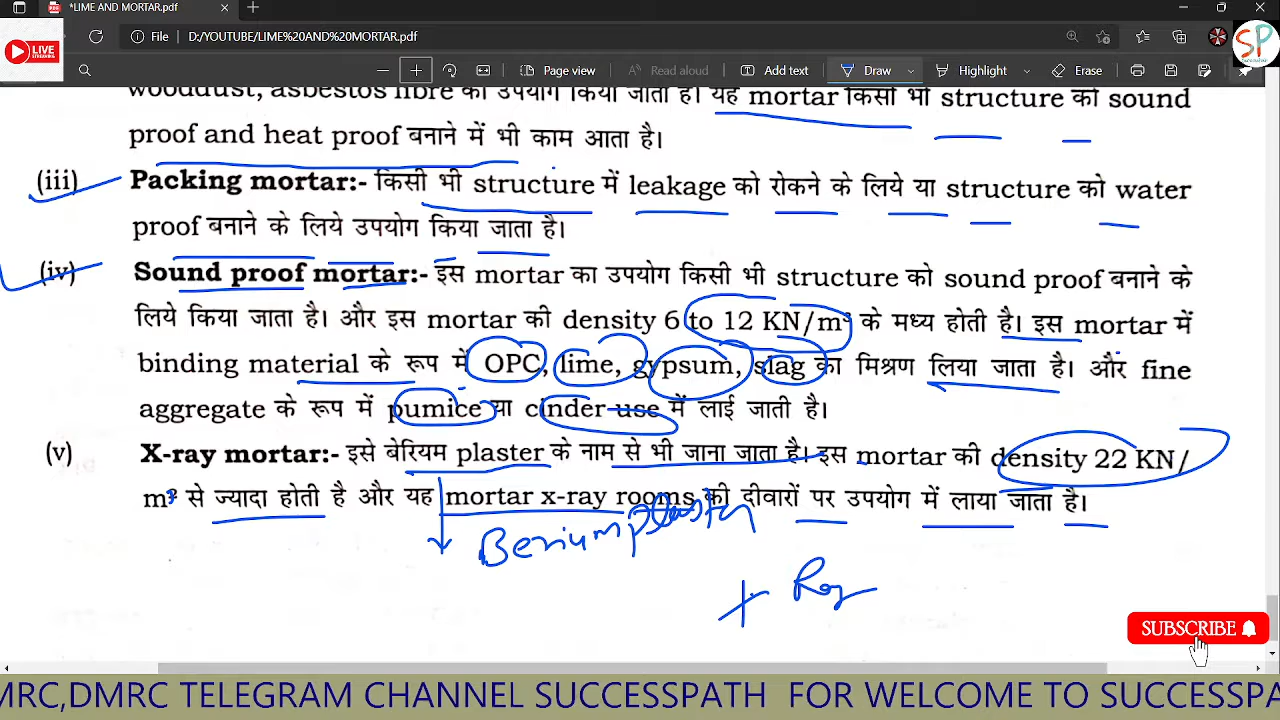 *LIME AND MORTAR.pdf
LIVE
File D:/YOUTUBE/LIME%20AND%20MORTAR.pdf
SP
Page view Read aloud Add text Draw Highlight Erase
wooddust, asbestos fibre का उपयोग किया जाता है। यह mortar किसी भी structure को sound
proof and heat proof बनाने में भी काम आता है।
(iii) Packing mortar:- किसी भी structure में leakage को रोकने के लिये या structure को water
proof बनाने के लिये उपयोग किया जाता है।
(iv) Sound proof mortar:- इस mortar का उपयोग किसी भी structure को sound proof बनाने के
लिये किया जाता है। और इस mortar की density 6 to 12 KN/m³ के मध्य होती है। इस mortar में
binding material के रूप में OPC, lime, gypsum, slag का मिश्रण लिया जाता है। और fine
aggregate के रूप में pumice या cinder use में लाई जाती है।
(v) X-ray mortar:- इसे बेरियम plaster के नाम से भी जाना जाता है। इस mortar की density 22 KN/
m³ से ज्यादा होती है और यह mortar x-ray rooms की दीवारों पर उपयोग में लाया जाता है।
Berium plaster
SUBSCRIBE
MRC,DMRC TELEGRAM CHANNEL SUCCESSPATH FOR WELCOME TO SUCCESSPA